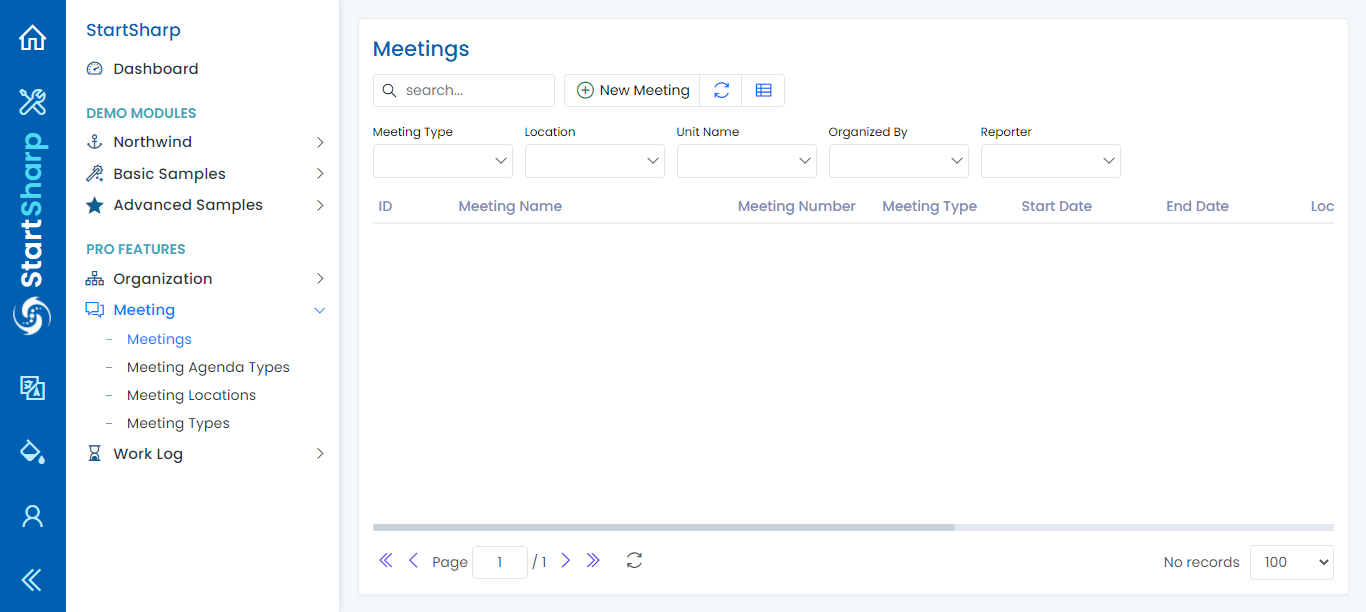 StartSharp
StartSharp
Dashboard
DEMO MODULES
Northwind
Basic Samples
Advanced Samples
PRO FEATURES
Organization
Meeting
Meetings
Meeting Agenda Types
Meeting Locations
Meeting Types
Work Log
Meetings
search...
New Meeting
Meeting Type Location Unit Name Organized By Reporter
ID Meeting Name Meeting Number Meeting Type Start Date End Date Loc
Page 1 / 1 No records 100